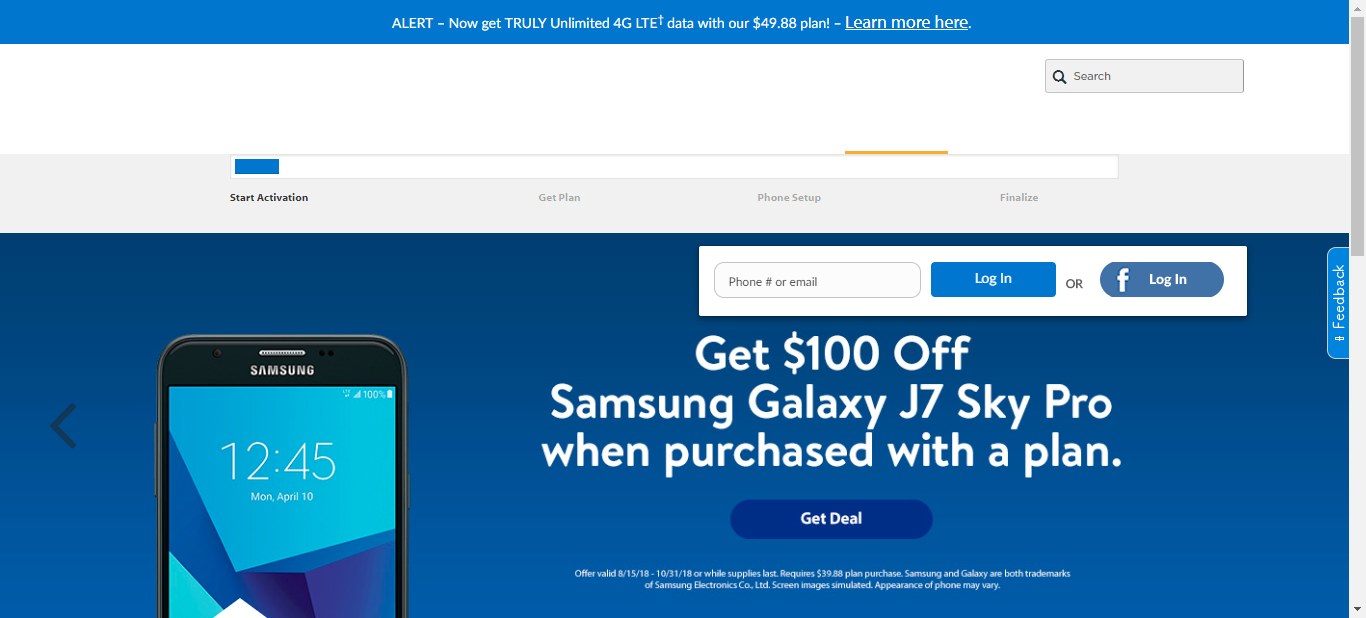 ALERT – Now get TRULY Unlimited 4G LTE† data with our $49.88 plan! – Learn more here.
Search
Start Activation
Get Plan
Phone Setup
Finalize
Phone # or email
Log In
OR
f Log In
Feedback
Get $100 Off
Samsung Galaxy J7 Sky Pro
when purchased with a plan.
SAMSUNG
LTE 100%
12:45
Mon, April 10
Get Deal
Offer valid 8/15/18 - 10/31/18 or while supplies last. Requires $39.88 plan purchase. Samsung and Galaxy are both trademarks
of Samsung Electronics Co., Ltd. Screen images simulated. Appearance of phone may vary.